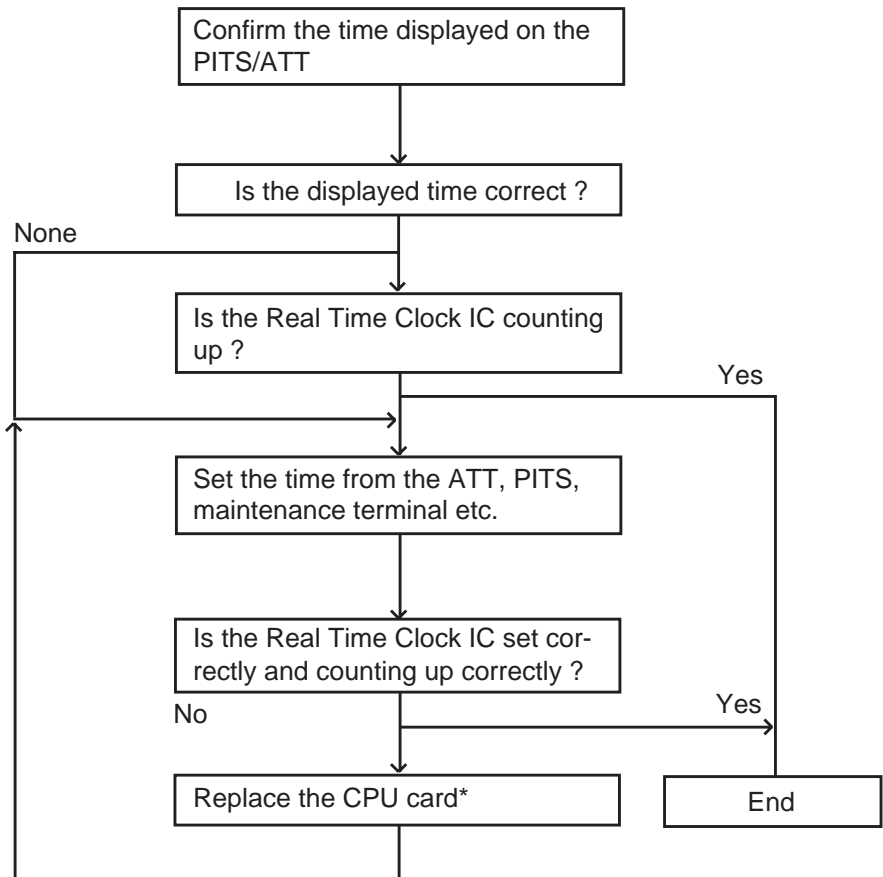 Confirm the time displayed on the
PITS/ATT
Is the displayed time correct ?
None
Is the Real Time Clock IC counting
up ?
Yes
Set the time from the ATT, PITS,
maintenance terminal etc.
Is the Real Time Clock IC set cor-
rectly and counting up correctly ?
No
Yes
Replace the CPU card*
End